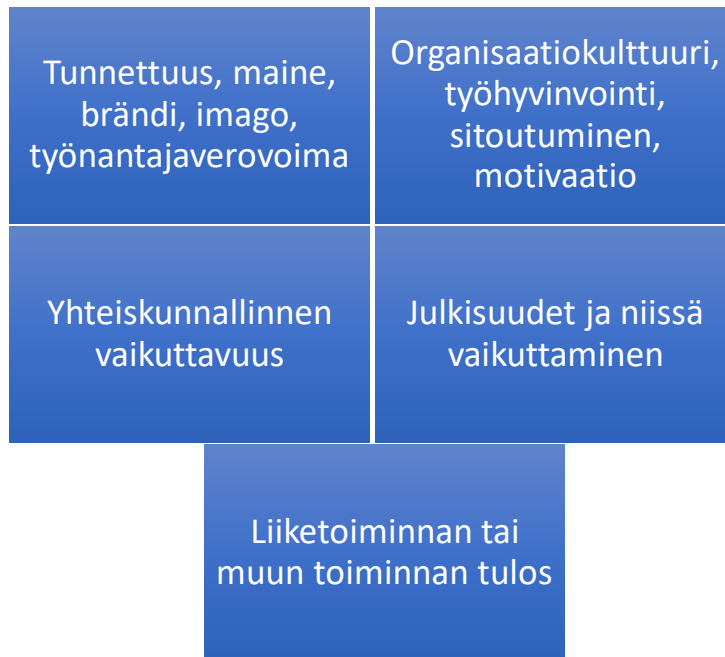 Tunnettuus, maine,
brändi, imago,
työnantajaverovoima
Organisaatiokulttuuri,
työhyvinvointi,
sitoutuminen,
motivaatio
Yhteiskunnallinnen
vaikuttavuus
Julkisuudet ja niissä
vaikuttaminen
Liiketoiminnan tai
muun toiminnan tulos